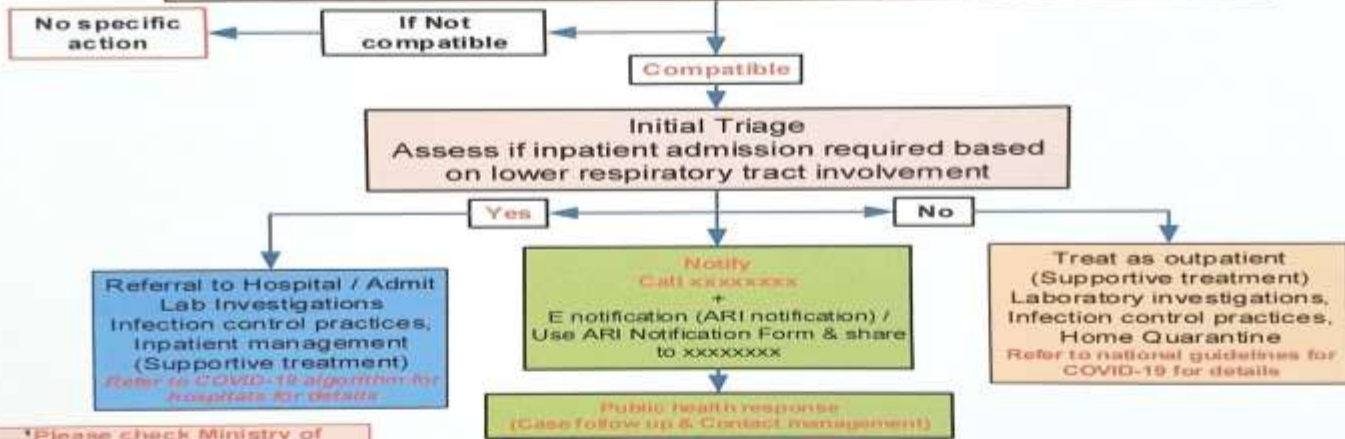 No specific
action
If Not
compatible
Compatible
Initial Triage
Assess if inpatient admission required based
on lower respiratory tract involvement
Yes
No
Referral to Hospital / Admit
Lab Investigations
Infection control practices,
Inpatient management
(Supportive treatment)
Refer to COVID-19 algorithm for
hospitals for details
Notify
Call xxxxxxxx
+
E notification (ARI notification) /
Use ARI Notification Form & share
to xxxxxxxx
Treat as outpatient
(Supportive treatment)
Laboratory investigations,
Infection control practices,
Home Quarantine
Refer to national guidelines for
COVID-19 for details
Public health response
(Case follow up & Contact management)
*Please check Ministry of